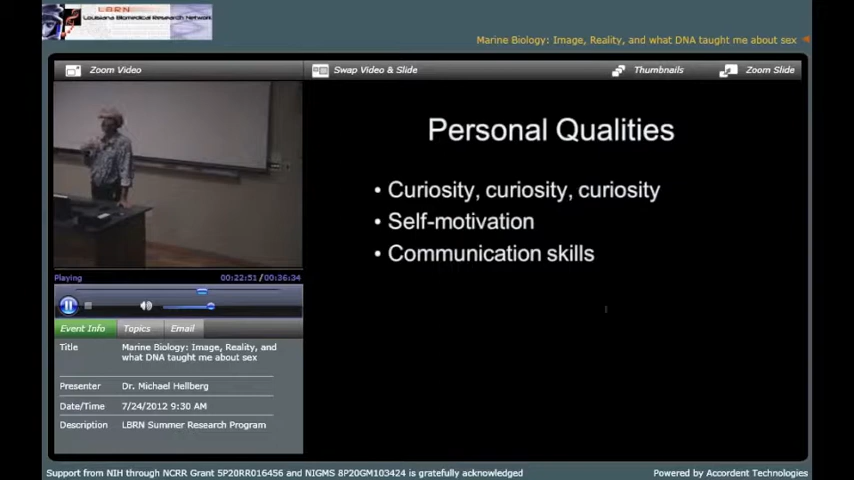 LBRN
Louisiana Biomedical Research Network
Marine Biology: Image, Reality, and what DNA taught me about sex
Zoom Video
Swap Video & Slide
Thumbnails
Zoom Slide
Personal Qualities
• Curiosity, curiosity, curiosity
• Self-motivation
• Communication skills
Playing
00:22:51 / 00:36:34
Event Info
Topics
Email
Title
Marine Biology: Image, Reality, and
what DNA taught me about sex
Presenter
Dr. Michael Hellberg
Date/Time
7/24/2012 9:30 AM
Description
LBRN Summer Research Program
Support from NIH through NCRR Grant 5P20RR016456 and NIGMS 8P20GM103424 is gratefully acknowledged
Powered by Accordent Technologies